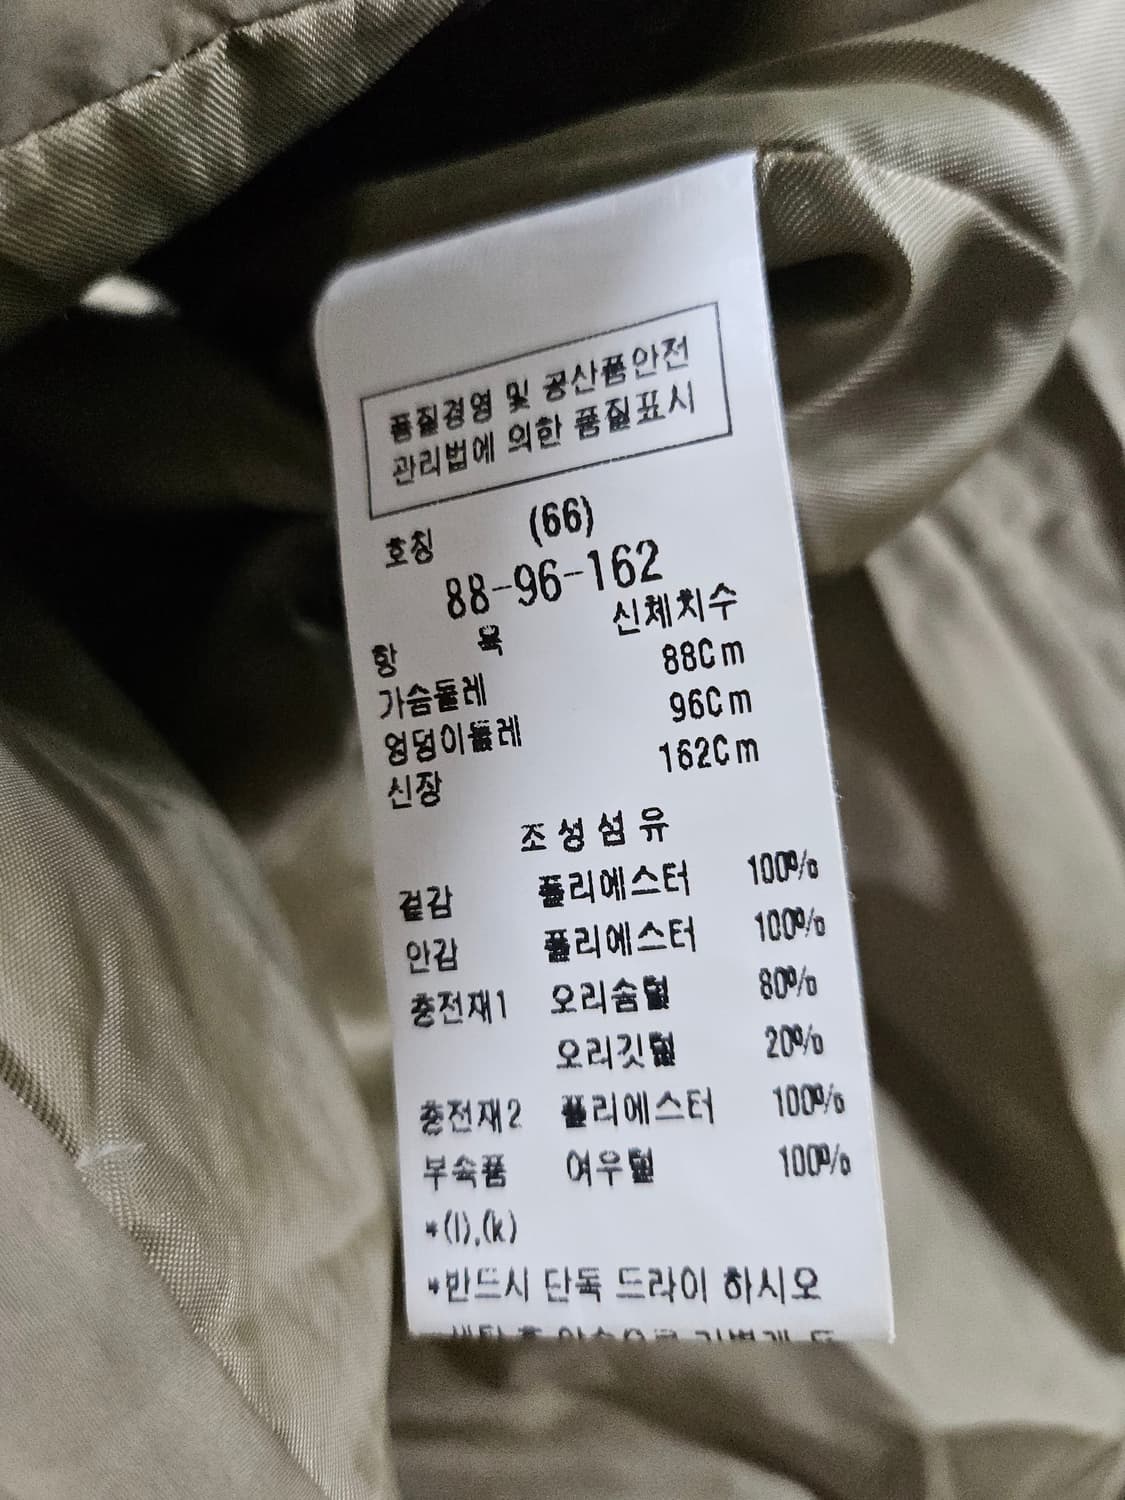 품질경영 및 공산품안전
관리법에 의한 품질표시
호칭 (66)
88-96-162
항 목 신체치수
가슴둘레 88Cm
엉덩이둘레 96Cm
신장 162Cm
조성섬유
겉감 폴리에스터 100%
안감 폴리에스터 100%
충전재1 오리솜털 80%
오리깃털 20%
충전재2 폴리에스터 100%
부속품 여우털 100%
*(l),(k)
*반드시 단독 드라이 하시오